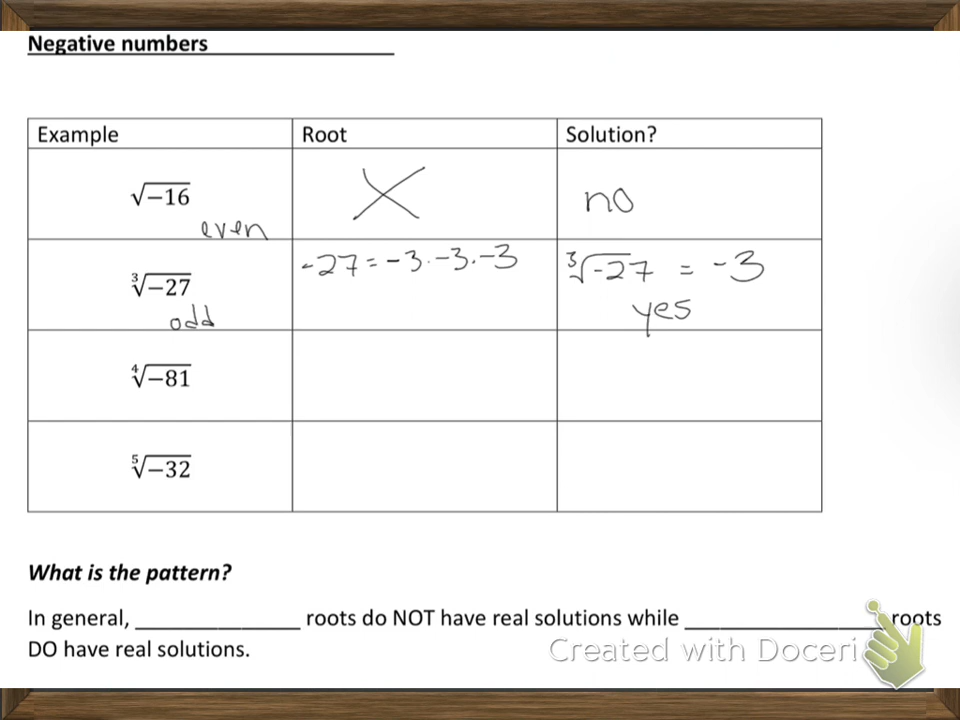 Negative numbers
Example Root Solution?
√−16 even X no
∛−27 odd -27 = -3 · -3 · -3 ∛-27 = -3
yes
∜−81
⁵√−32
What is the pattern?
In general, _______________ roots do NOT have real solutions while __________________ roots
DO have real solutions.
Created with Doceri